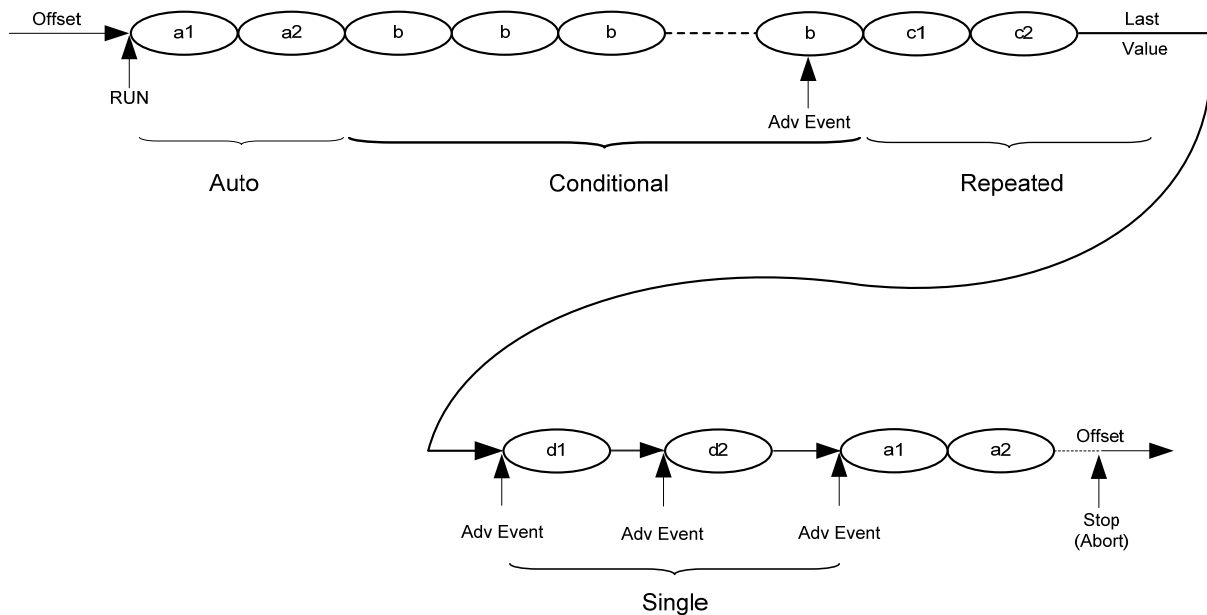 Offset
a1
a2
b
b
b
b
c1
c2
Last
Value
RUN
Adv Event
Auto
Conditional
Repeated
d1
d2
a1
a2
Offset
Adv Event
Adv Event
Adv Event
Stop
(Abort)
Single